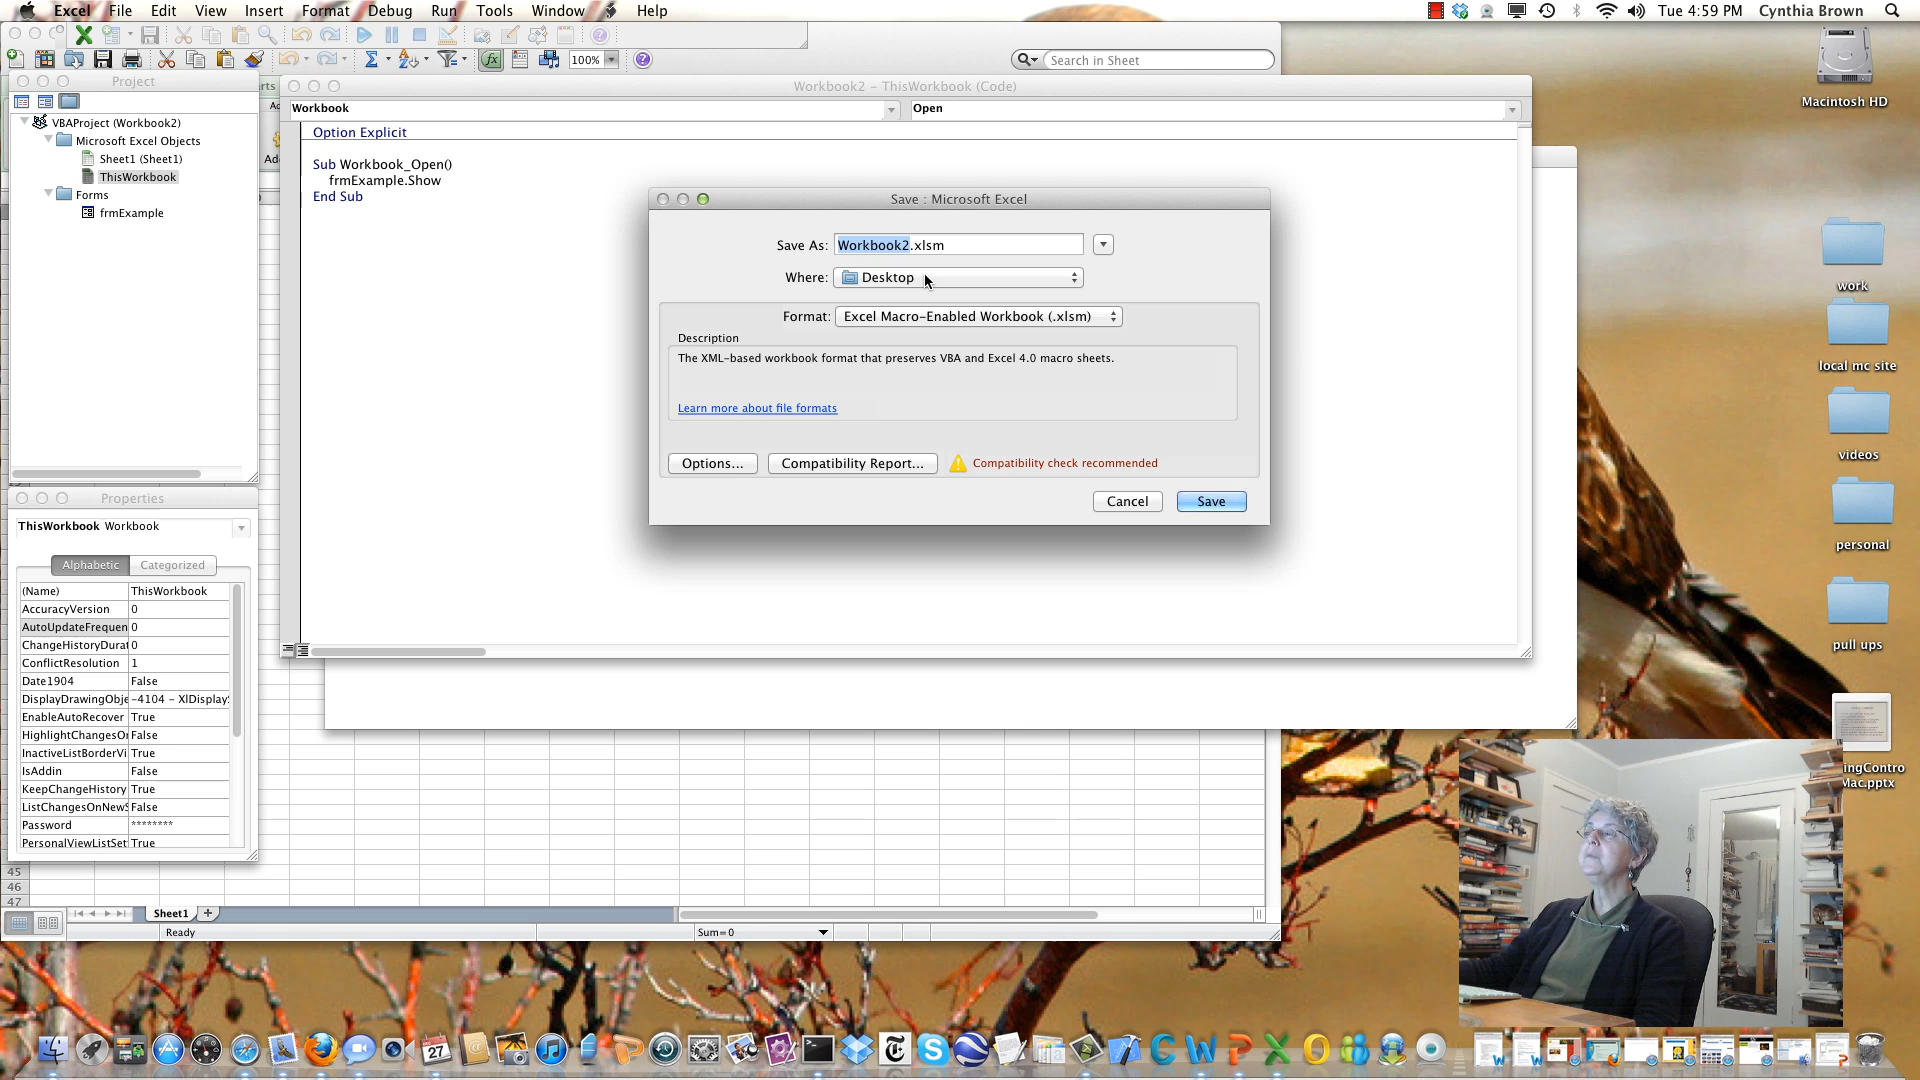 Excel File Edit View Insert Format Debug Run Tools Window Help Tue 4:59 PM Cynthia Brown
100% Search in Sheet
Project
Workbook2 - ThisWorkbook (Code)
Workbook Open
VBAProject (Workbook2)
Microsoft Excel Objects
Sheet1 (Sheet1)
ThisWorkbook
Forms
frmExample
Option Explicit
Sub Workbook_Open()
frmExample.Show
End Sub
Save : Microsoft Excel
Save As: Workbook2.xlsm
Where: Desktop
Format: Excel Macro-Enabled Workbook (.xlsm)
Description
The XML-based workbook format that preserves VBA and Excel 4.0 macro sheets.
Learn more about file formats
Options... Compatibility Report... Compatibility check recommended
Cancel Save
Properties
ThisWorkbook Workbook
Alphabetic Categorized
(Name) ThisWorkbook
AccuracyVersion 0
AutoUpdateFrequen 0
ChangeHistoryDurat 0
ConflictResolution 1
Date1904 False
DisplayDrawingObje -4104 - XlDisplay
EnableAutoRecover True
HighlightChangesOn False
InactiveListBorderVi True
IsAddin False
KeepChangeHistory True
ListChangesOnNewS False
Password ********
PersonalViewListSet True
45
46
47
Sheet1
Ready Sum=0
Macintosh HD
work
local mc site
videos
personal
pull ups
ingContro
Mac.pptx
27